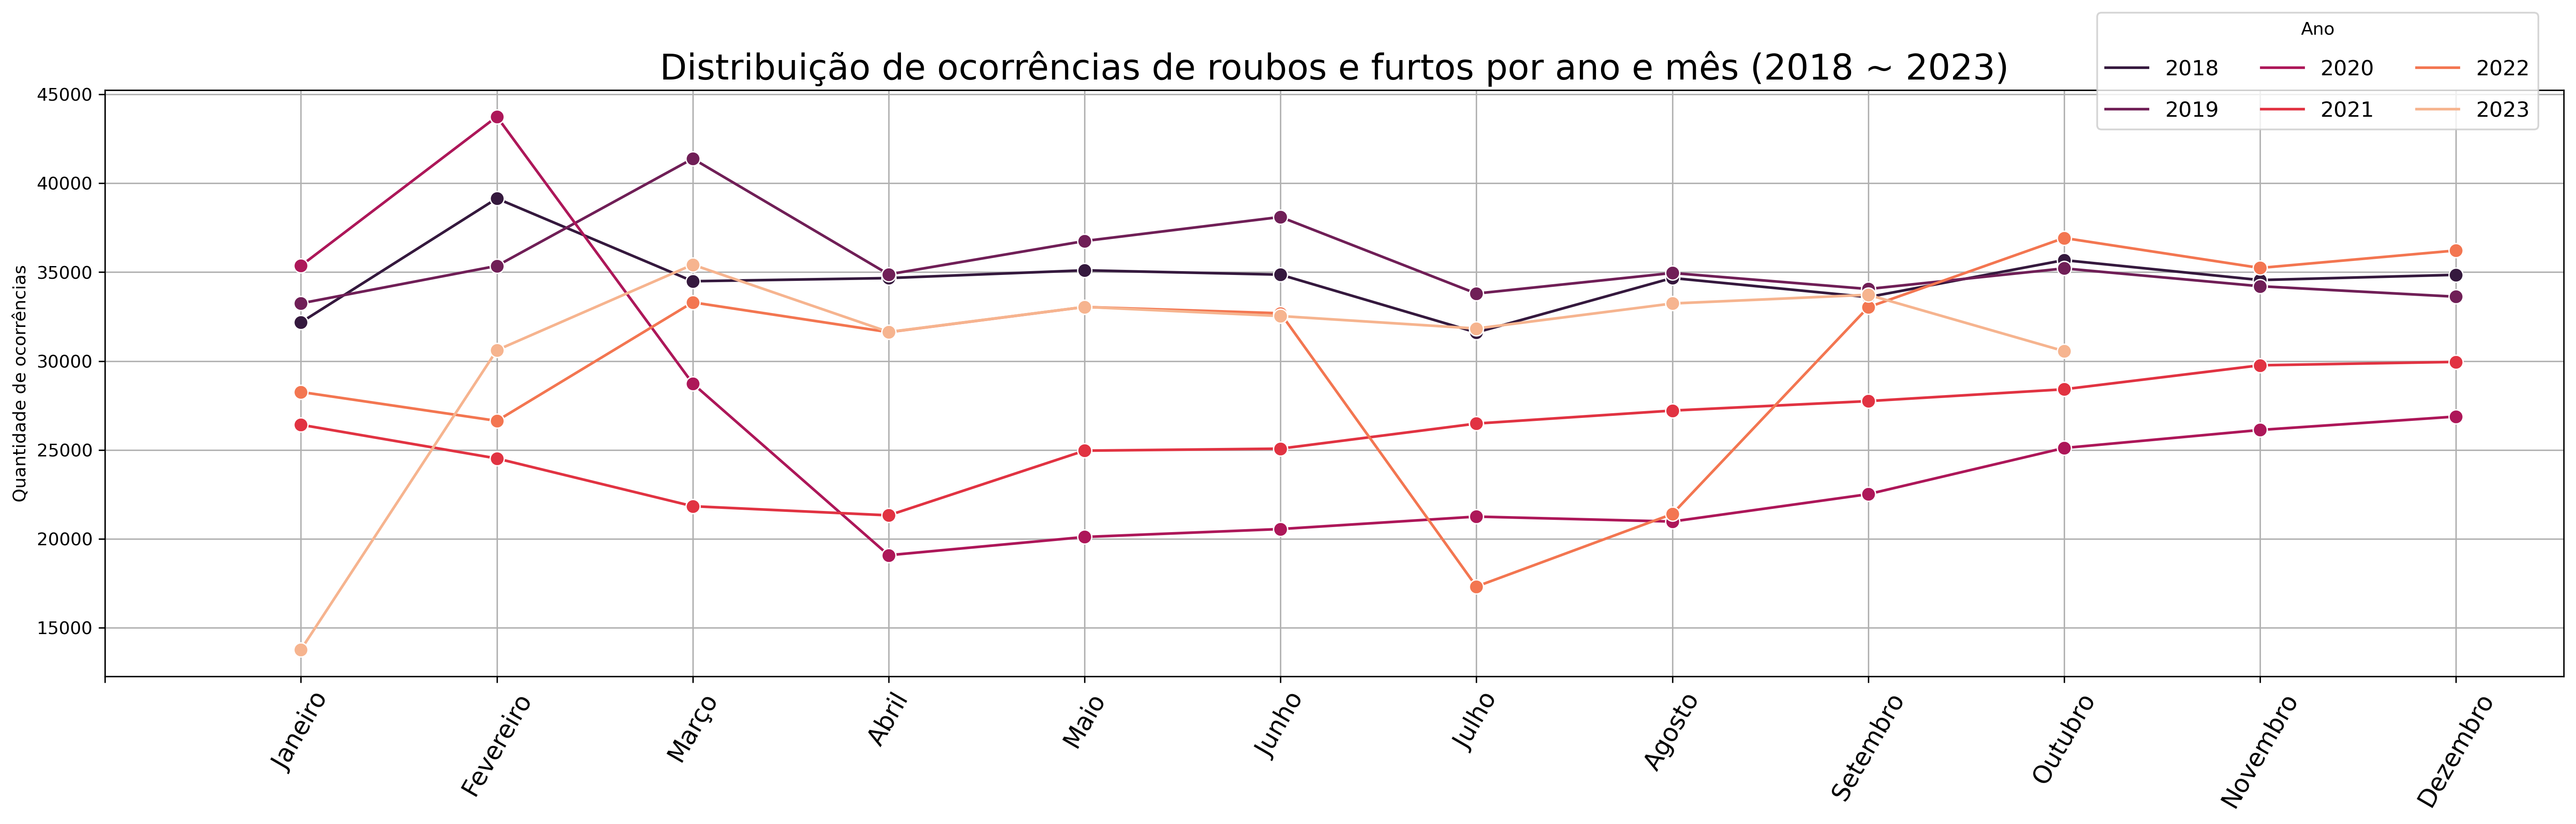 Ano
Distribuição de ocorrências de roubos e furtos por ano e mês (2018 ~ 2023)
2018 2020 2022
2019 2021 2023
Quantidade de ocorrências
45000
40000
35000
30000
25000
20000
15000
Janeiro
Fevereiro
Março
Abril
Maio
Junho
Julho
Agosto
Setembro
Outubro
Novembro
Dezembro